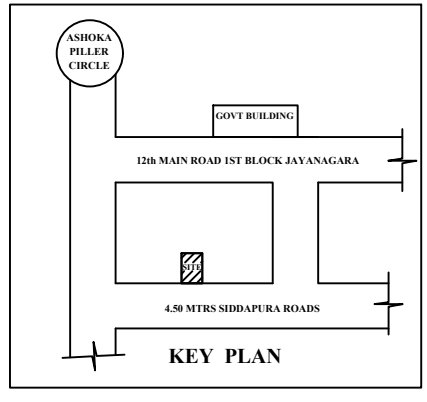 ASHOKA
PILLER
CIRCLE
GOVT BUILDING
12th MAIN ROAD 1ST BLOCK JAYANAGARA
SITE
4.50 MTRS SIDDAPURA ROADS
KEY PLAN